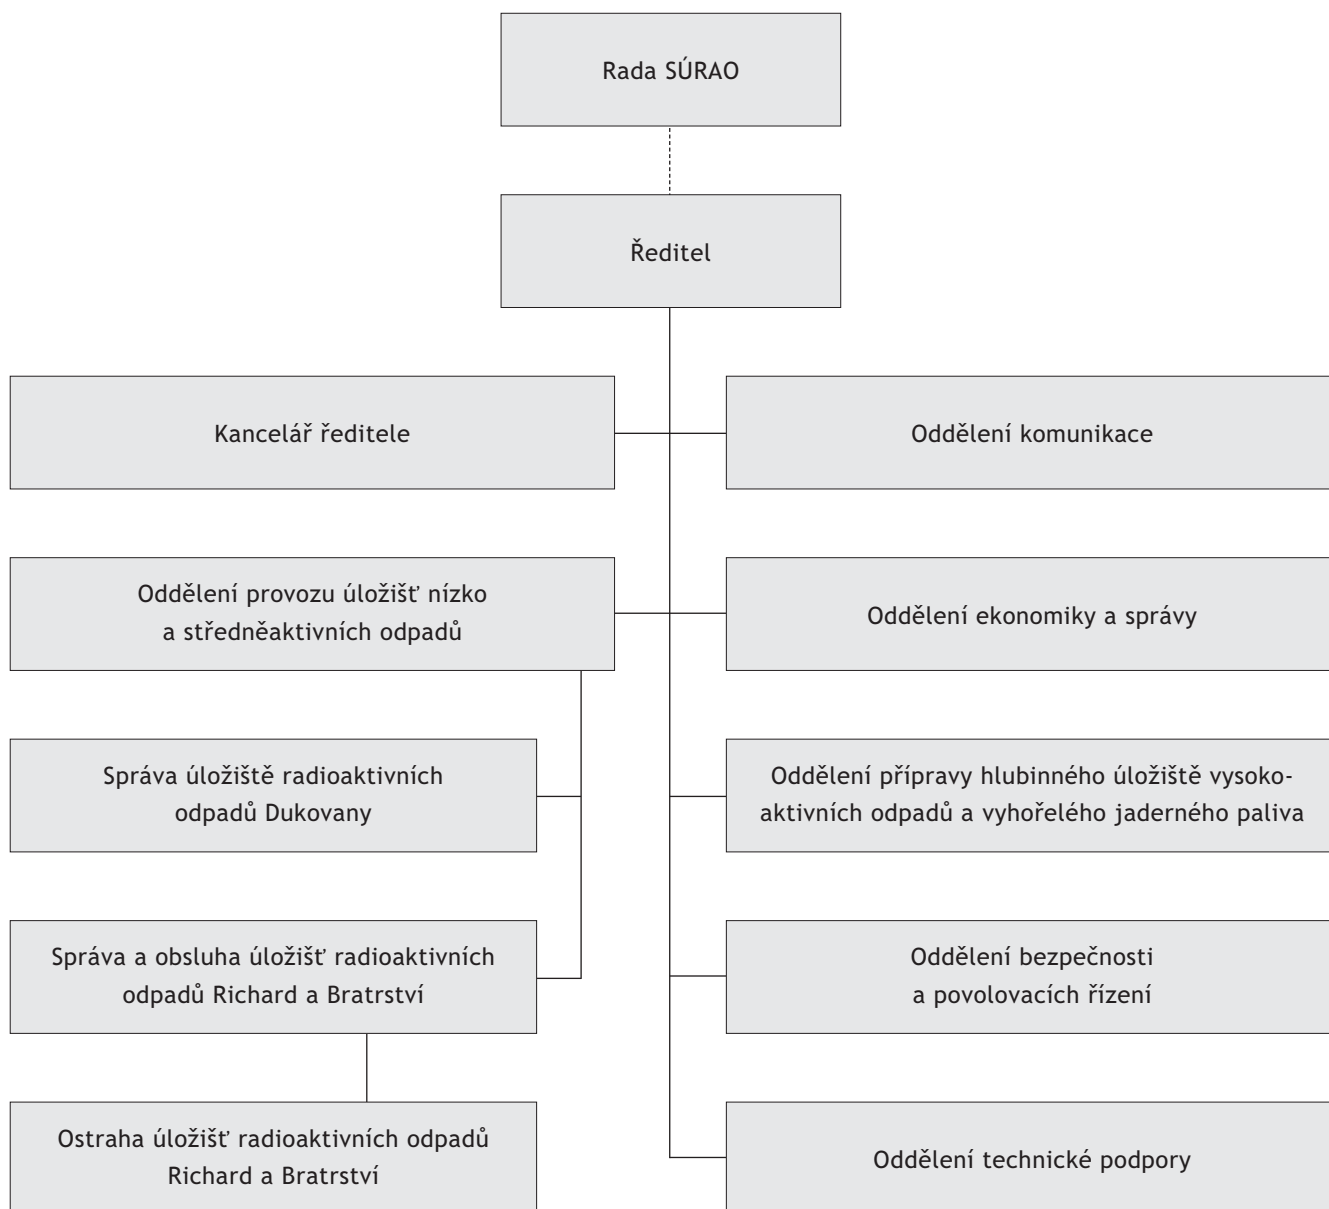 Rada SÚRAO
Ředitel
Kancelář ředitele
Oddělení komunikace
Oddělení provozu úložišť nízko
a středněaktivních odpadů
Oddělení ekonomiky a správy
Správa úložiště radioaktivních
odpadů Dukovany
Oddělení přípravy hlubinného úložiště vysoko-
aktivních odpadů a vyhořelého jaderného paliva
Správa a obsluha úložišť radioaktivních
odpadů Richard a Bratrství
Oddělení bezpečnosti
a povolovacích řízení
Ostraha úložišť radioaktivních odpadů
Richard a Bratrství
Oddělení technické podpory